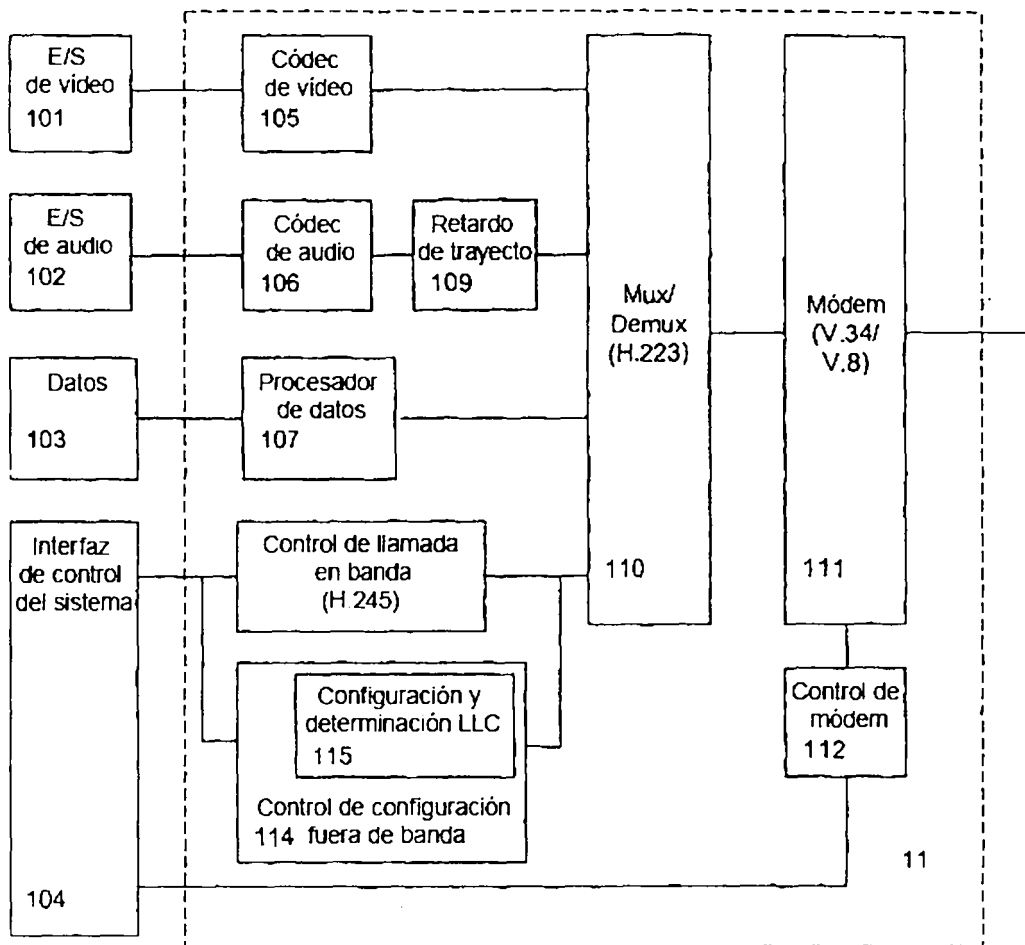 E/S
de vídeo
101
Códec
de vídeo
105
E/S
de audio
102
Códec
de audio
106
Retardo
de trayecto
109
Mux/
Demux
(H.223)
110
Módem
(V.34/
V.8)
111
Datos
103
Procesador
de datos
107
Interfaz
de control
del sistema
104
Control de llamada
en banda
(H.245)
Configuración y
determinación LLC
115
Control de configuración
114 fuera de banda
Control de
módem
112
11